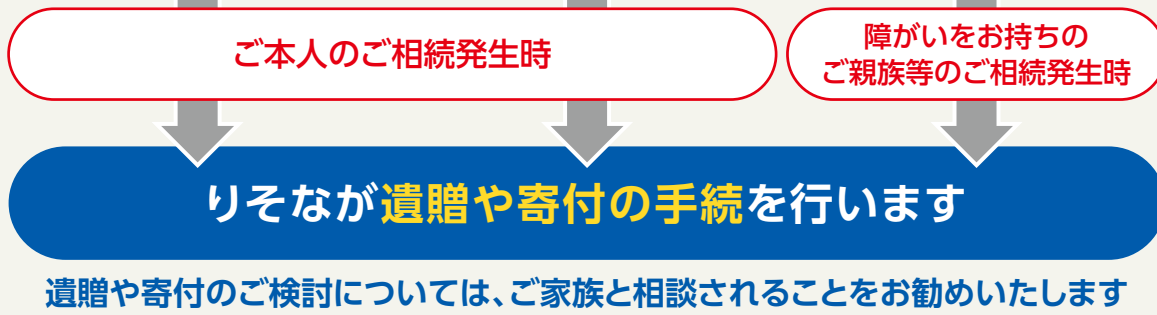 ご本人のご相続発生時
障がいをお持ちの
ご親族等のご相続発生時
りそなが遺贈や寄付の手続を行います
遺贈や寄付のご検討については、ご家族と相談されることをお勧めいたします